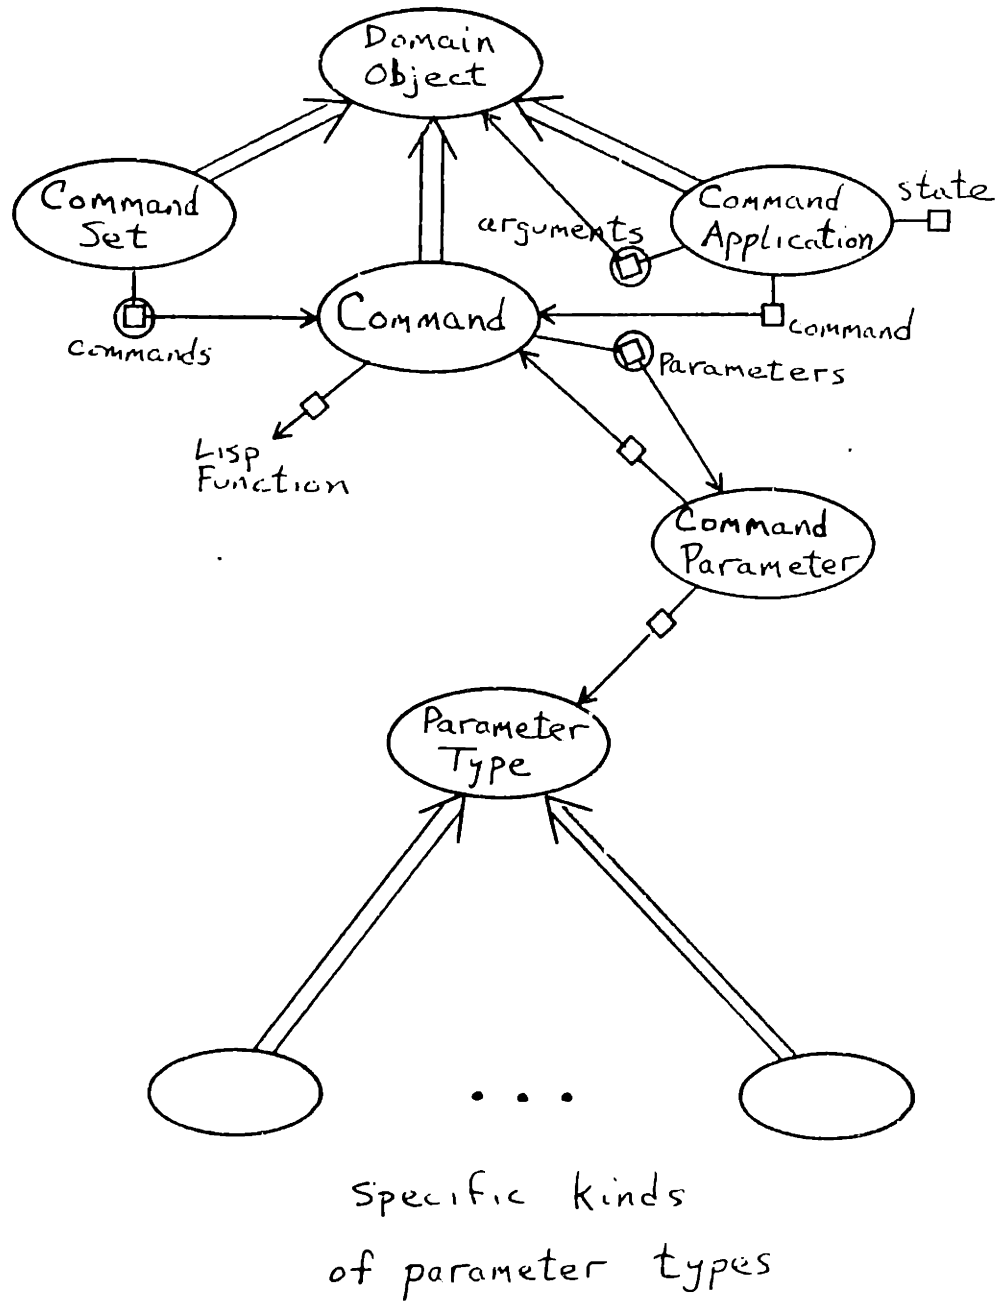 Domain
Object
Command
Set
Command
Application
state
arguments
commands
Command
command
Parameters
Lisp
Function
Command
Parameter
Parameter
Type
Specific kinds
of parameter types